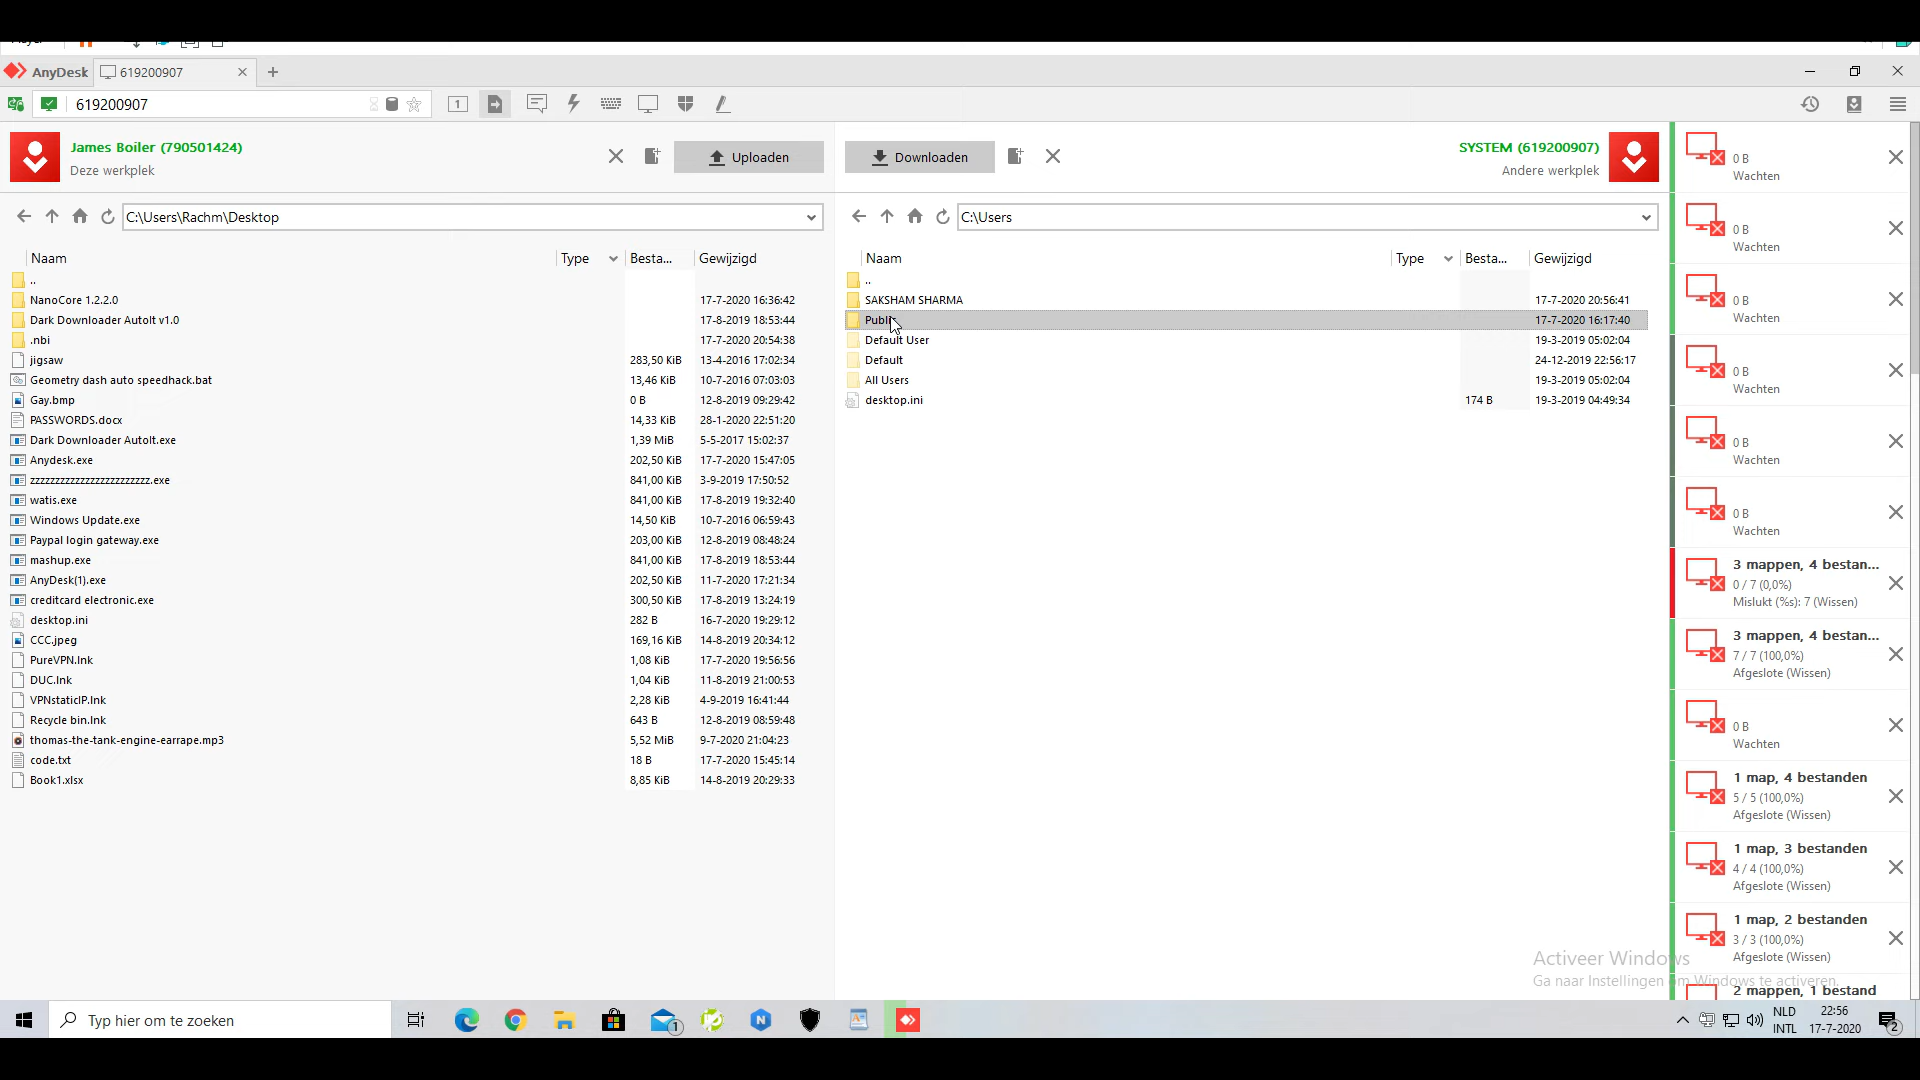 AnyDesk 619200907
619200907 1
James Boiler (790501424)
Deze werkplek
Uploaden
Downloaden
SYSTEM (619200907)
Andere werkplek
C:\Users\Rachm\Desktop
Naam Type Besta... Gewijzigd
..
NanoCore 1.2.2.0 17-7-2020 16:36:42
Dark Downloader AutoIt v1.0 17-8-2019 18:53:44
.nbi 17-7-2020 20:54:38
jigsaw 283,50 KiB 13-4-2016 17:02:34
Geometry dash auto speedhack.bat 13,46 KiB 10-7-2016 07:03:03
Gay.bmp 0 B 12-8-2019 09:29:42
PASSWORDS.docx 14,33 KiB 28-1-2020 22:51:20
Dark Downloader AutoIt.exe 1,39 MiB 5-5-2017 15:02:37
Anydesk.exe 202,50 KiB 17-7-2020 15:47:05
zzzzzzzzzzzzzzzzzzzzzzzz.exe 841,00 KiB 3-9-2019 17:50:52
watis.exe 841,00 KiB 17-8-2019 19:32:40
Windows Update.exe 14,50 KiB 10-7-2016 06:59:43
Paypal login gateway.exe 203,00 KiB 12-8-2019 08:48:24
mashup.exe 841,00 KiB 17-8-2019 18:53:44
AnyDesk(1).exe 202,50 KiB 11-7-2020 17:21:34
creditcard electronic.exe 300,50 KiB 17-8-2019 13:24:19
desktop.ini 282 B 16-7-2020 19:29:12
CCC.jpeg 169,16 KiB 14-8-2019 20:34:12
PureVPN.lnk 1,08 KiB 17-7-2020 19:56:56
DUC.lnk 1,04 KiB 11-8-2019 21:00:53
VPNstaticIP.lnk 2,28 KiB 4-9-2019 16:41:44
Recycle bin.lnk 643 B 12-8-2019 08:59:48
thomas-the-tank-engine-earrape.mp3 5,52 MiB 9-7-2020 21:04:23
code.txt 18 B 17-7-2020 15:45:14
Book1.xlsx 8,85 KiB 14-8-2019 20:29:33
C:\Users
Naam Type Besta... Gewijzigd
..
SAKSHAM SHARMA 17-7-2020 20:56:41
Public 17-7-2020 16:17:40
Default User 19-3-2019 05:02:04
Default 24-12-2019 22:56:17
All Users 19-3-2019 05:02:04
desktop.ini 174 B 19-3-2019 04:49:34
0 B
Wachten
0 B
Wachten
0 B
Wachten
0 B
Wachten
0 B
Wachten
0 B
Wachten
3 mappen, 4 bestan...
0 / 7 (0,0%)
Mislukt (%s): 7 (Wissen)
3 mappen, 4 bestan...
7 / 7 (100,0%)
Afgeslote (Wissen)
0 B
Wachten
1 map, 4 bestanden
5 / 5 (100,0%)
Afgeslote (Wissen)
1 map, 3 bestanden
4 / 4 (100,0%)
Afgeslote (Wissen)
1 map, 2 bestanden
3 / 3 (100,0%)
Afgeslote (Wissen)
2 mappen, 1 bestand
Activeer Windows
Ga naar Instellingen om Windows te activeren.
Typ hier om te zoeken
1
NLD
INTL
22:56
17-7-2020
2